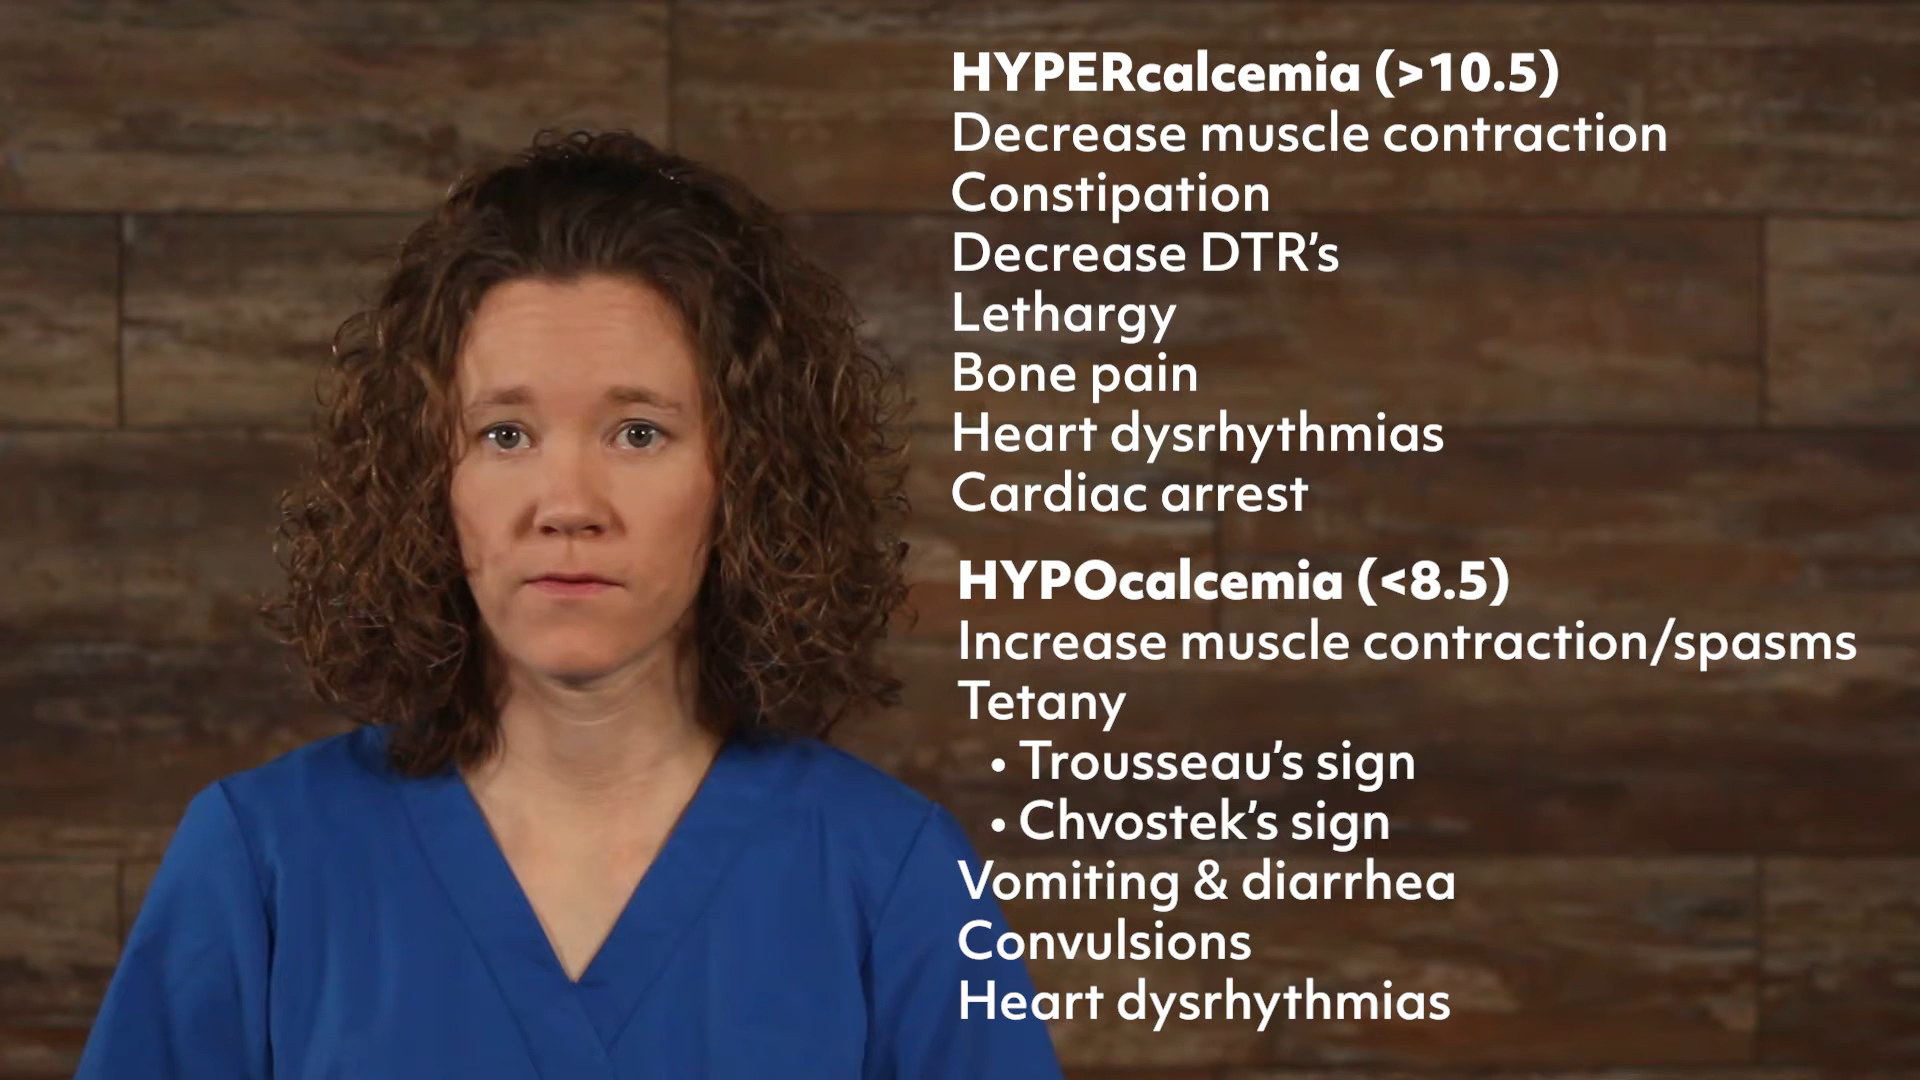 HYPERcalcemia (>10.5)
Decrease muscle contraction
Constipation
Decrease DTR’s
Lethargy
Bone pain
Heart dysrhythmias
Cardiac arrest
HYPOcalcemia (<8.5)
Increase muscle contraction/spasms
Tetany
• Trousseau’s sign
• Chvostek’s sign
Vomiting & diarrhea
Convulsions
Heart dysrhythmias